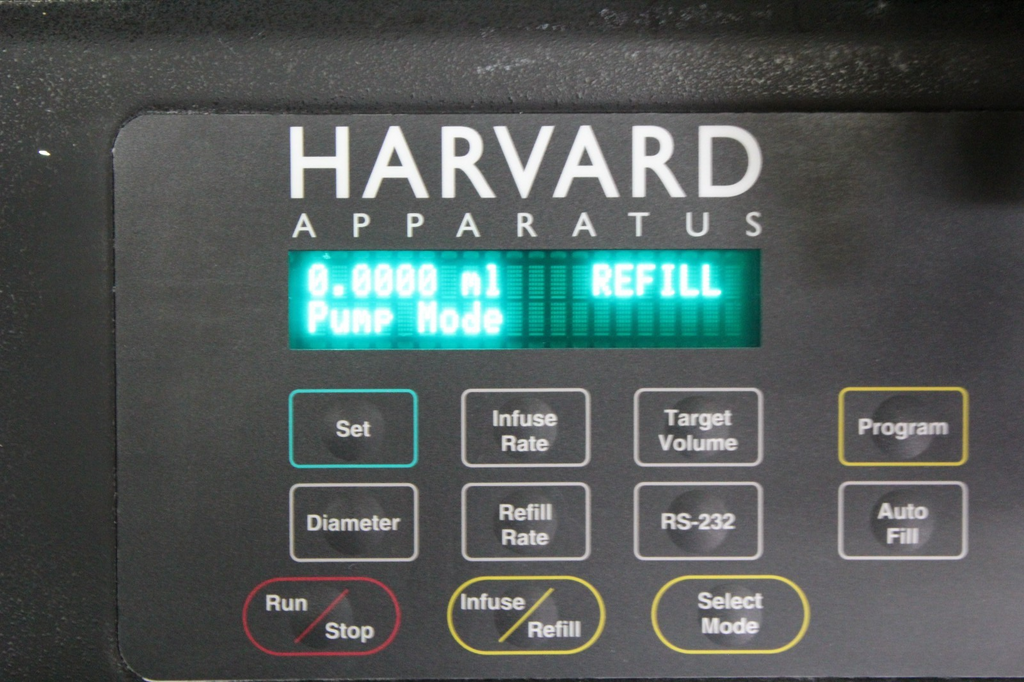 HARVARD
APPARATUS
0.0000 ml REFILL
Pump Mode
Set
Infuse
Rate
Target
Volume
Program
Diameter
Refill
Rate
RS-232
Auto
Fill
Run
Stop
Infuse
Refill
Select
Mode